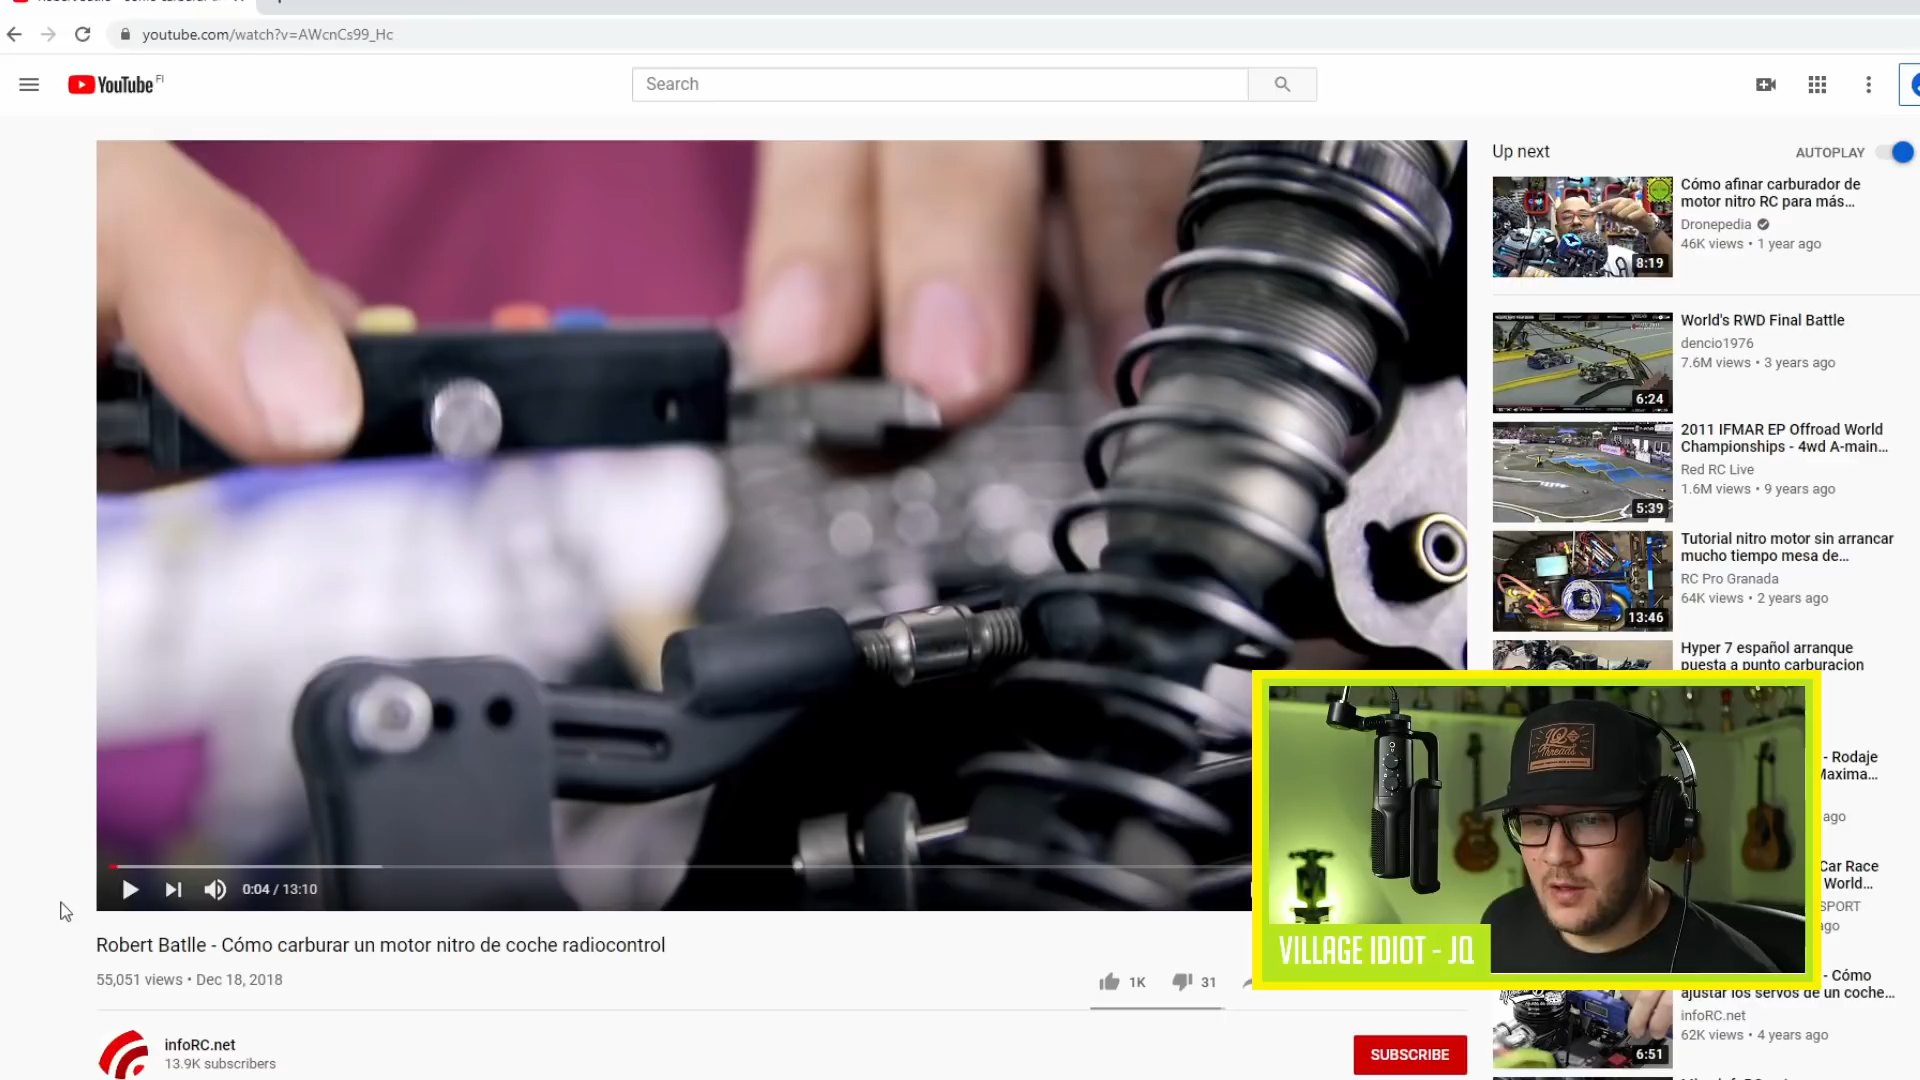 youtube.com/watch?v=AWcnCs99_Hc
YouTube FI
Search
Up next
AUTOPLAY
Cómo afinar carburador de
motor nitro RC para más...
Dronepedia
46K views • 1 year ago
8:19
World's RWD Final Battle
dencio1976
7.6M views • 3 years ago
6:24
2011 IFMAR EP Offroad World
Championships - 4wd A-main...
Red RC Live
1.6M views • 9 years ago
5:39
Tutorial nitro motor sin arrancar
mucho tiempo mesa de...
RC Pro Granada
64K views • 2 years ago
13:46
Hyper 7 español arranque
puesta a punto carburacion
- Rodaje
Maxima...
ago
Car Race
World...
SPORT
ago
- Cómo
ajustar los servos de un coche...
infoRC.net
62K views • 4 years ago
6:51
JQ
Threads
VILLAGE IDIOT - JQ
0:04 / 13:10
Robert Batlle - Cómo carburar un motor nitro de coche radiocontrol
55,051 views • Dec 18, 2018
1K
31
infoRC.net
13.9K subscribers
SUBSCRIBE